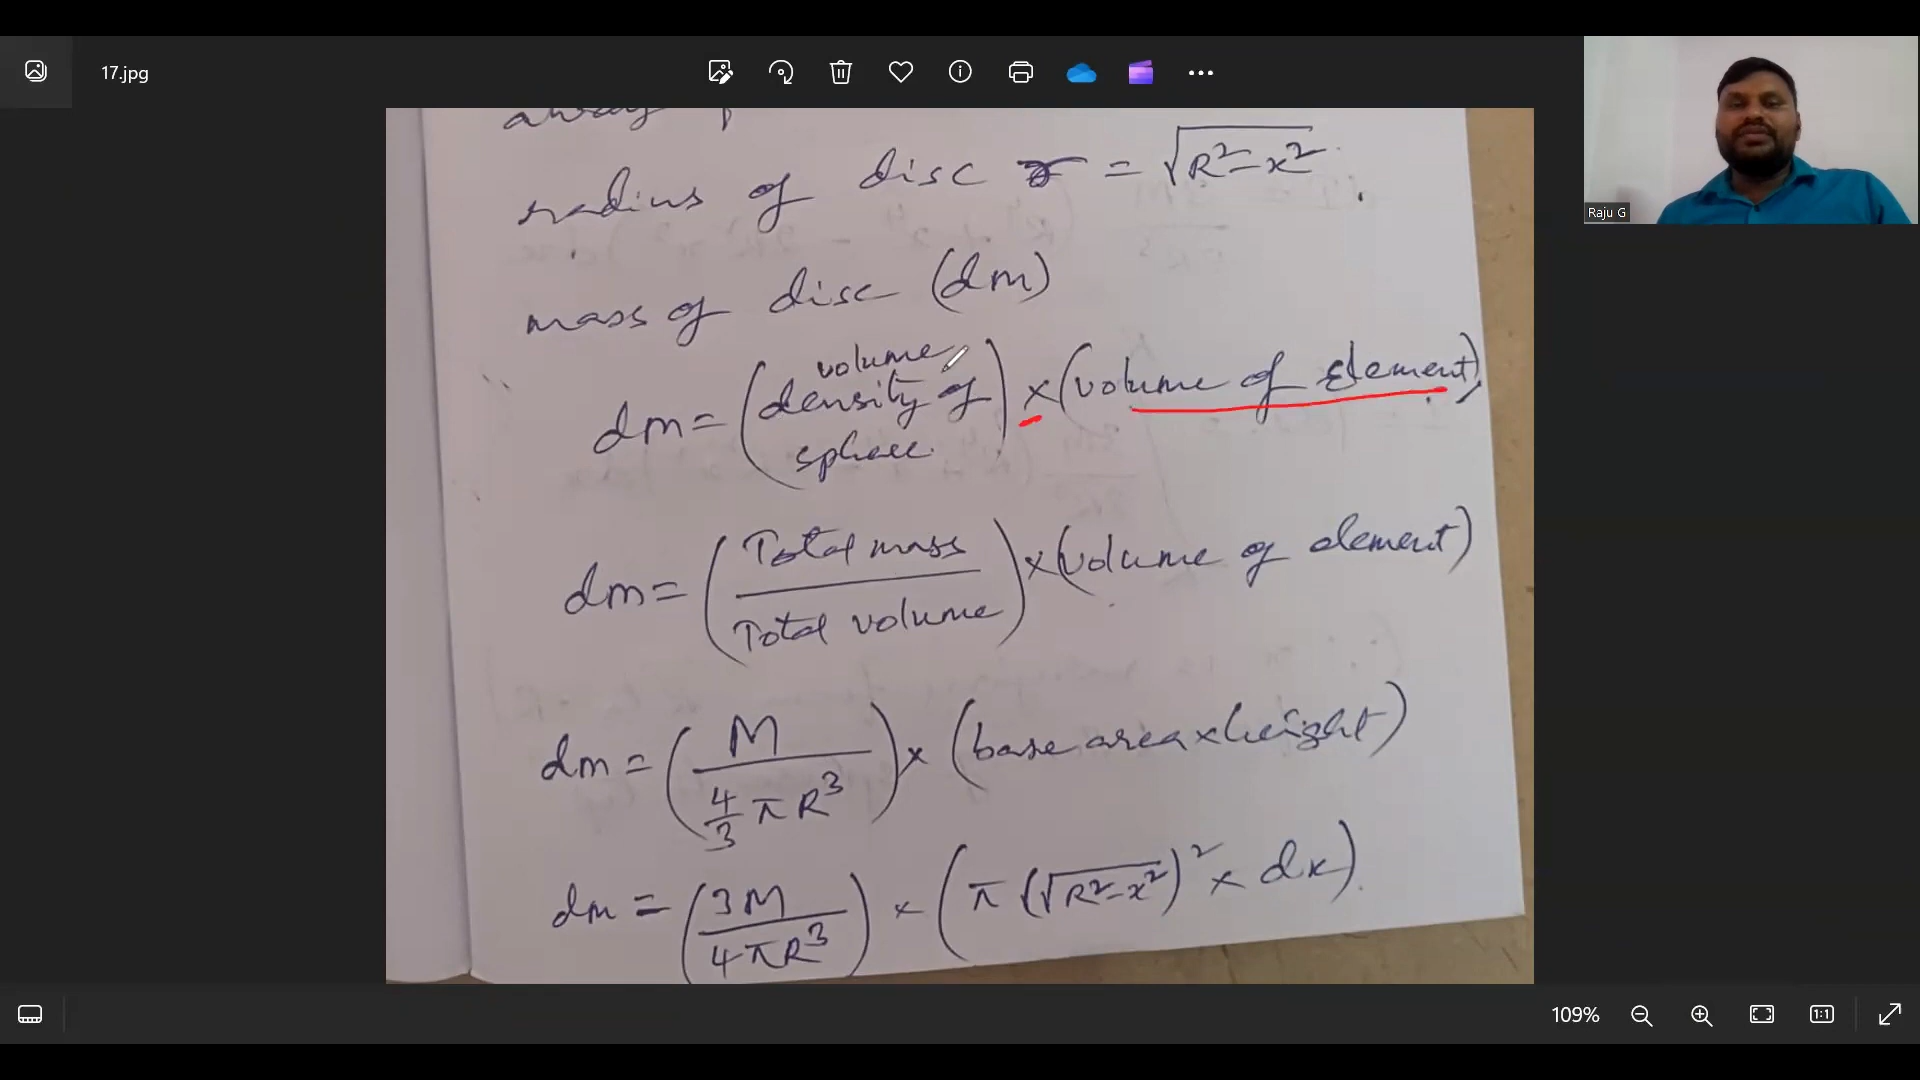 17.jpg
Raju G
radius of disc r = √R²-x².
mass of disc (dm)
dm = (volume density of sphere) × (volume of element)
dm = (Total mass / Total volume) × (volume of element)
dm = (M / 4/3 πR³) × (base area × height)
dm = (3M / 4πR³) × (π (√R²-x²)² × dx).
109%
1:1